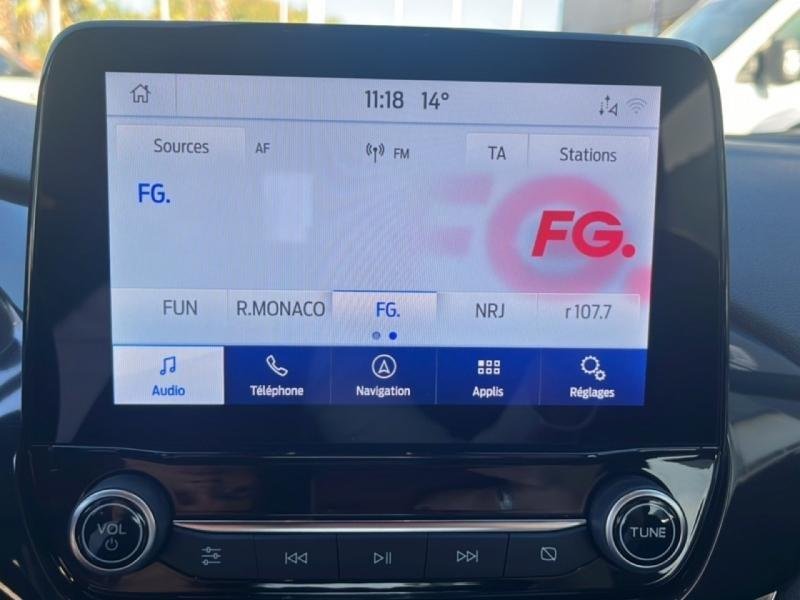 11:18 14°
Sources AF FM TA Stations
FG.
FG.
FUN R.MONACO FG. NRJ r 107.7
Audio Téléphone Navigation Applis Réglages
VOL TUNE